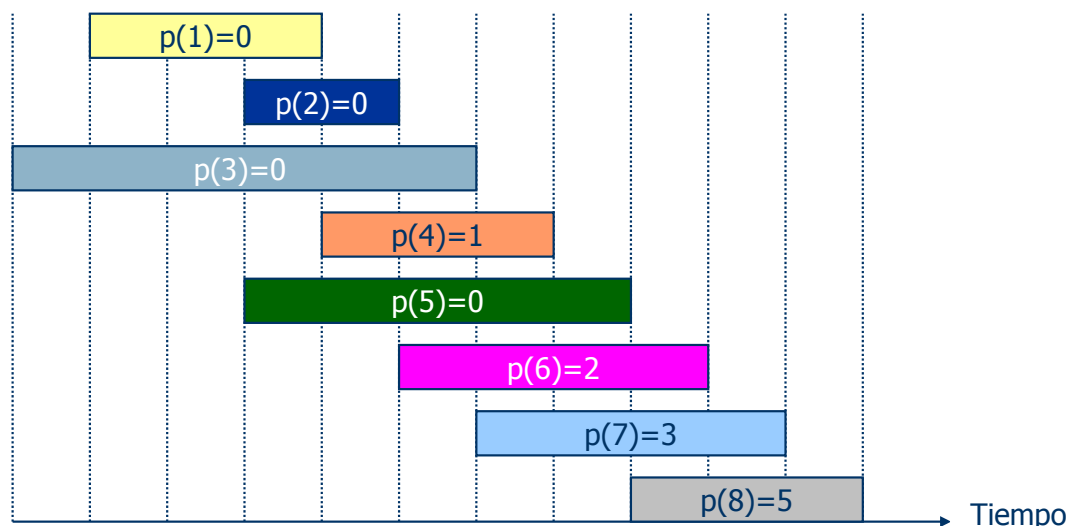 p(1)=0
p(2)=0
p(3)=0
p(4)=1
p(5)=0
p(6)=2
p(7)=3
p(8)=5
Tiempo